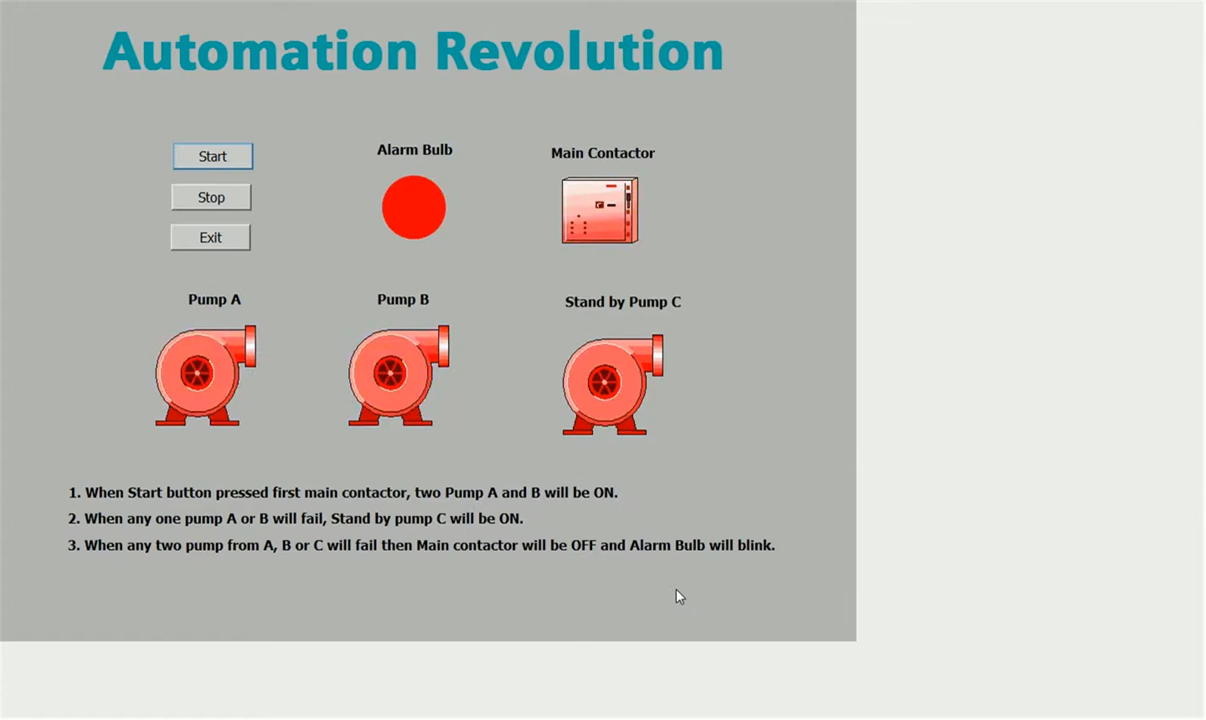 Automation Revolution
Start
Alarm Bulb
Main Contactor
Stop
Exit
Pump A
Pump B
Stand by Pump C
1. When Start button pressed first main contactor, two Pump A and B will be ON.
2. When any one pump A or B will fail, Stand by pump C will be ON.
3. When any two pump from A, B or C will fail then Main contactor will be OFF and Alarm Bulb will blink.